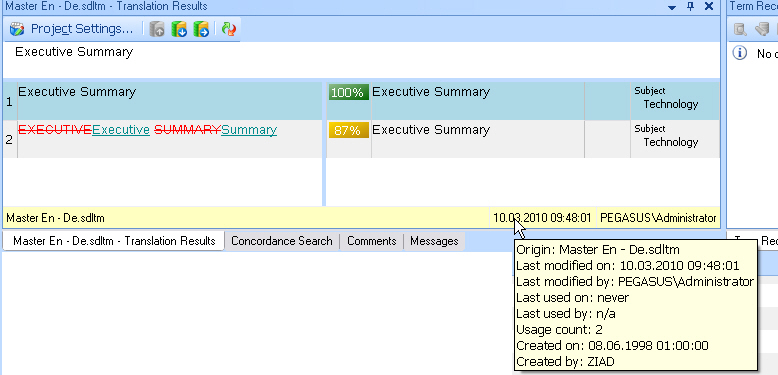 Master En - De.sdltm - Translation Results
Term Rec
Project Settings...
Executive Summary
No c
1 Executive Summary 100% Executive Summary Subject Technology
2 EXECUTIVEExecutive SUMMARYSummary 87% Executive Summary Subject Technology
Master En - De.sdltm 10.03.2010 09:48:01 PEGASUS\Administrator
Master En - De.sdltm - Translation Results Concordance Search Comments Messages
Origin: Master En - De.sdltm
Last modified on: 10.03.2010 09:48:01
Last modified by: PEGASUS\Administrator
Last used on: never
Last used by: n/a
Usage count: 2
Created on: 08.06.1998 01:00:00
Created by: ZIAD